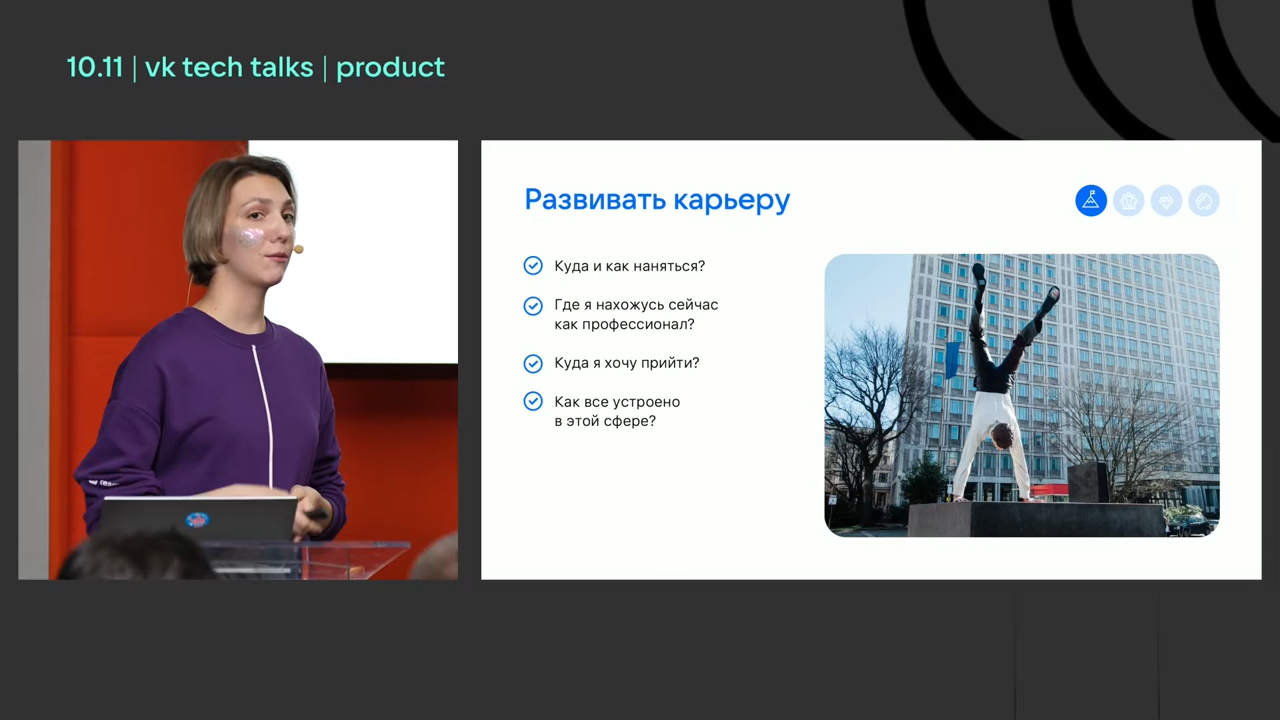 10.11 | vk tech talks | product
Развивать карьеру
Куда и как наняться?
Где я нахожусь сейчас
как профессионал?
Куда я хочу прийти?
Как все устроено
в этой сфере?